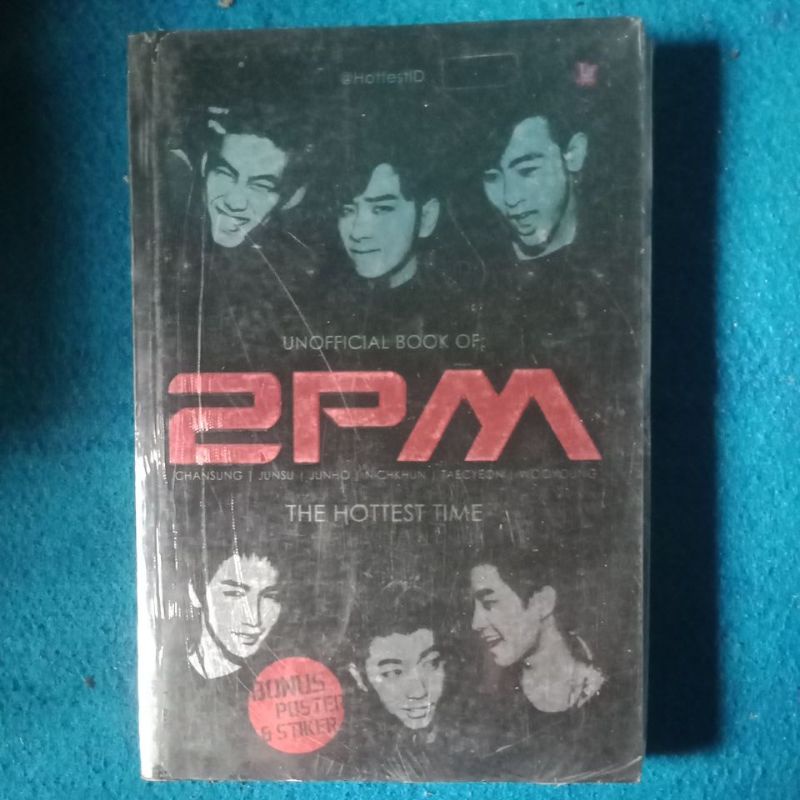 @HottestID
UNOFFICIAL BOOK OF:
2PM
CHANSUNG | JUNSU | JUNHO | NICHKHUN | TAECYEON | WOOYOUNG
THE HOTTEST TIME
BONUS
POSTER
& STIKER